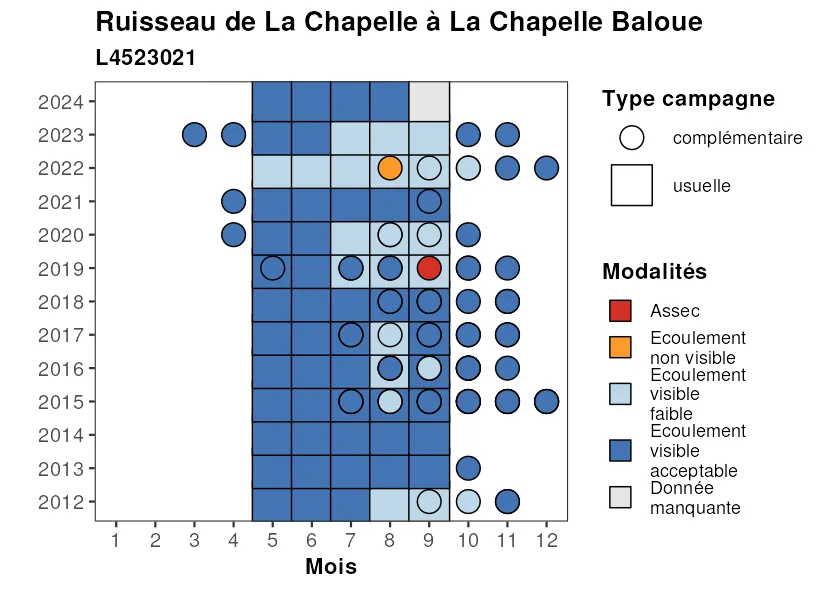 Ruisseau de La Chapelle à La Chapelle Baloue
L4523021
2024
2023
2022
2021
2020
2019
2018
2017
2016
2015
2014
2013
2012
1 2 3 4 5 6 7 8 9 10 11 12
Mois
Type campagne
complémentaire
usuelle
Modalités
Assec
Ecoulement
non visible
Ecoulement
visible
faible
Ecoulement
visible
acceptable
Donnée
manquante